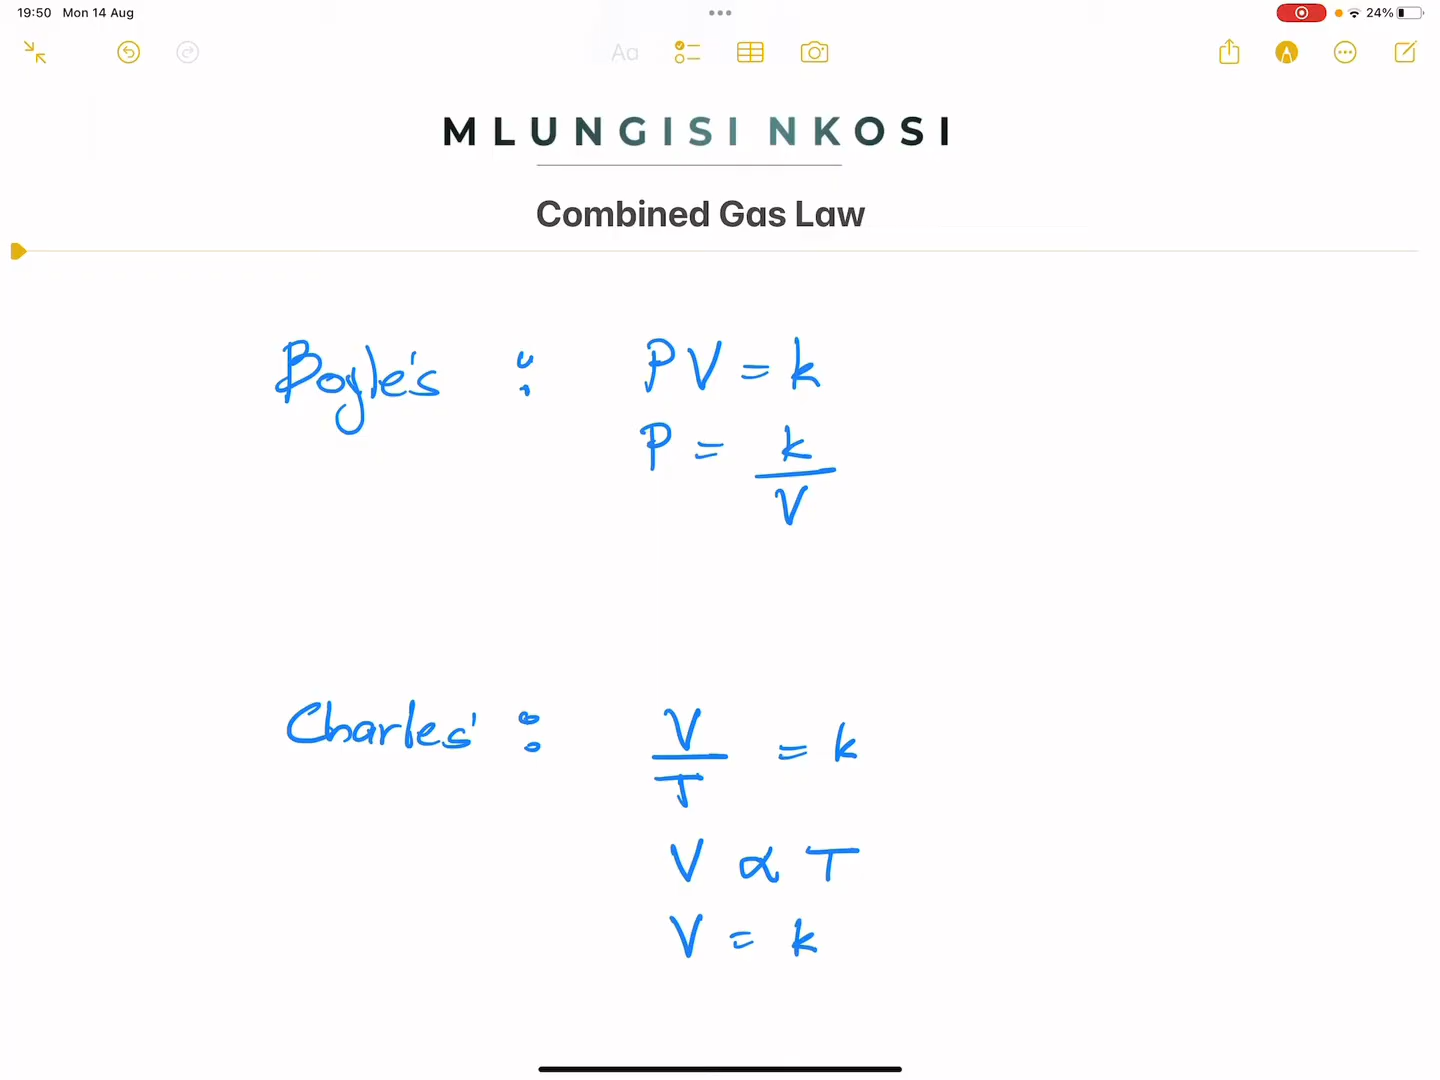 19:50 Mon 14 Aug
24%
Aa
MLUNGISI NKOSI
Combined Gas Law
Boyle's : PV = k
P = k / V
Charles' : V / T = k
V ∝ T
V = k